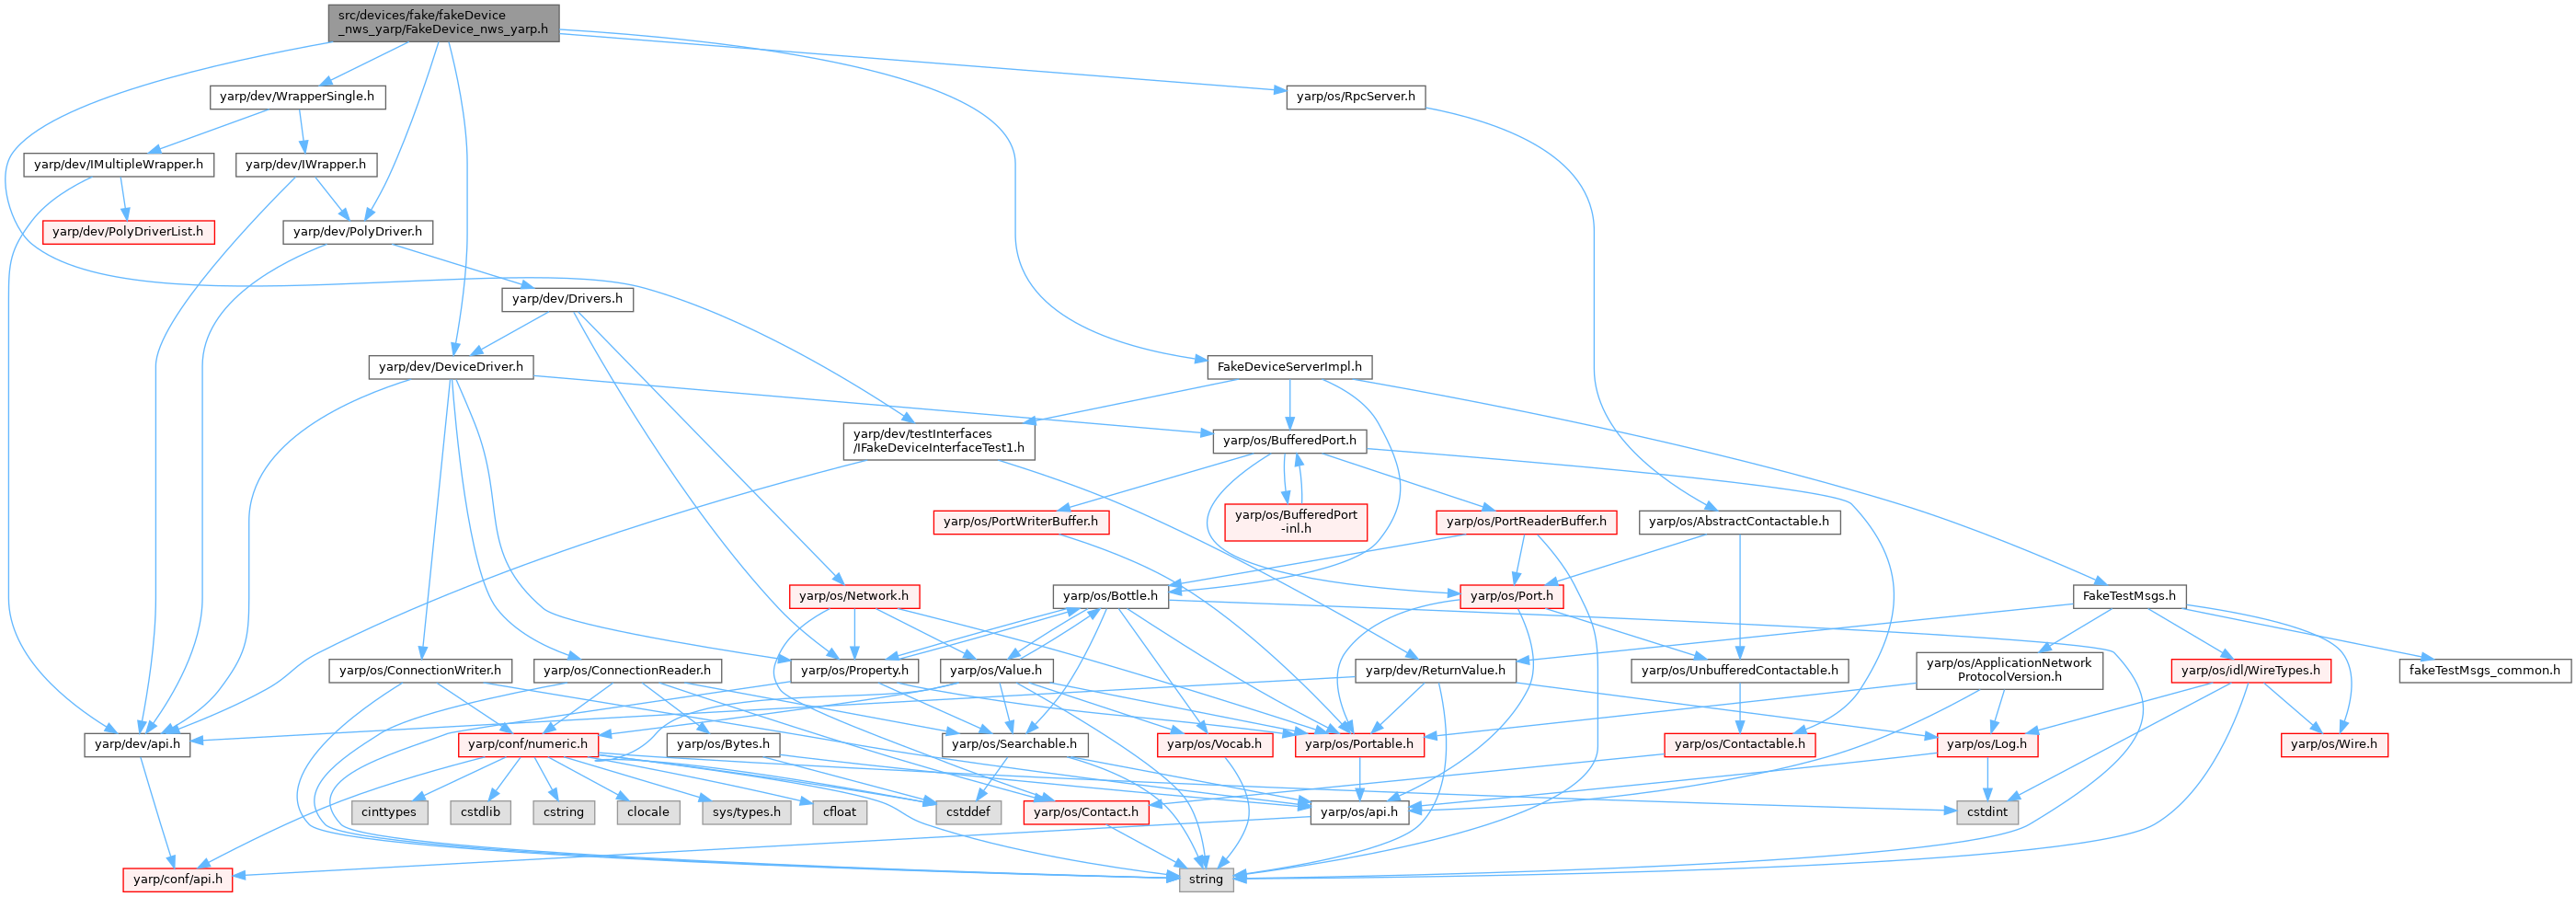 src/devices/fake/fakeDevice
_nws_yarp/FakeDevice_nws_yarp.h
yarp/dev/WrapperSingle.h
yarp/os/RpcServer.h
yarp/dev/IMultipleWrapper.h
yarp/dev/IWrapper.h
yarp/dev/PolyDriverList.h
yarp/dev/PolyDriver.h
yarp/dev/Drivers.h
yarp/dev/DeviceDriver.h
FakeDeviceServerImpl.h
yarp/dev/testInterfaces
/IFakeDeviceInterfaceTest1.h
yarp/os/BufferedPort.h
yarp/os/PortWriterBuffer.h
yarp/os/BufferedPort
-inl.h
yarp/os/PortReaderBuffer.h
yarp/os/AbstractContactable.h
yarp/os/Network.h
yarp/os/Bottle.h
yarp/os/Port.h
FakeTestMsgs.h
yarp/os/ConnectionWriter.h
yarp/os/ConnectionReader.h
yarp/os/Property.h
yarp/os/Value.h
yarp/dev/ReturnValue.h
yarp/os/UnbufferedContactable.h
yarp/os/ApplicationNetwork
ProtocolVersion.h
yarp/os/idl/WireTypes.h
fakeTestMsgs_common.h
yarp/dev/api.h
yarp/conf/numeric.h
yarp/os/Bytes.h
yarp/os/Searchable.h
yarp/os/Vocab.h
yarp/os/Portable.h
yarp/os/Contactable.h
yarp/os/Log.h
yarp/os/Wire.h
cinttypes
cstdlib
cstring
clocale
sys/types.h
cfloat
cstddef
yarp/os/Contact.h
yarp/os/api.h
cstdint
yarp/conf/api.h
string